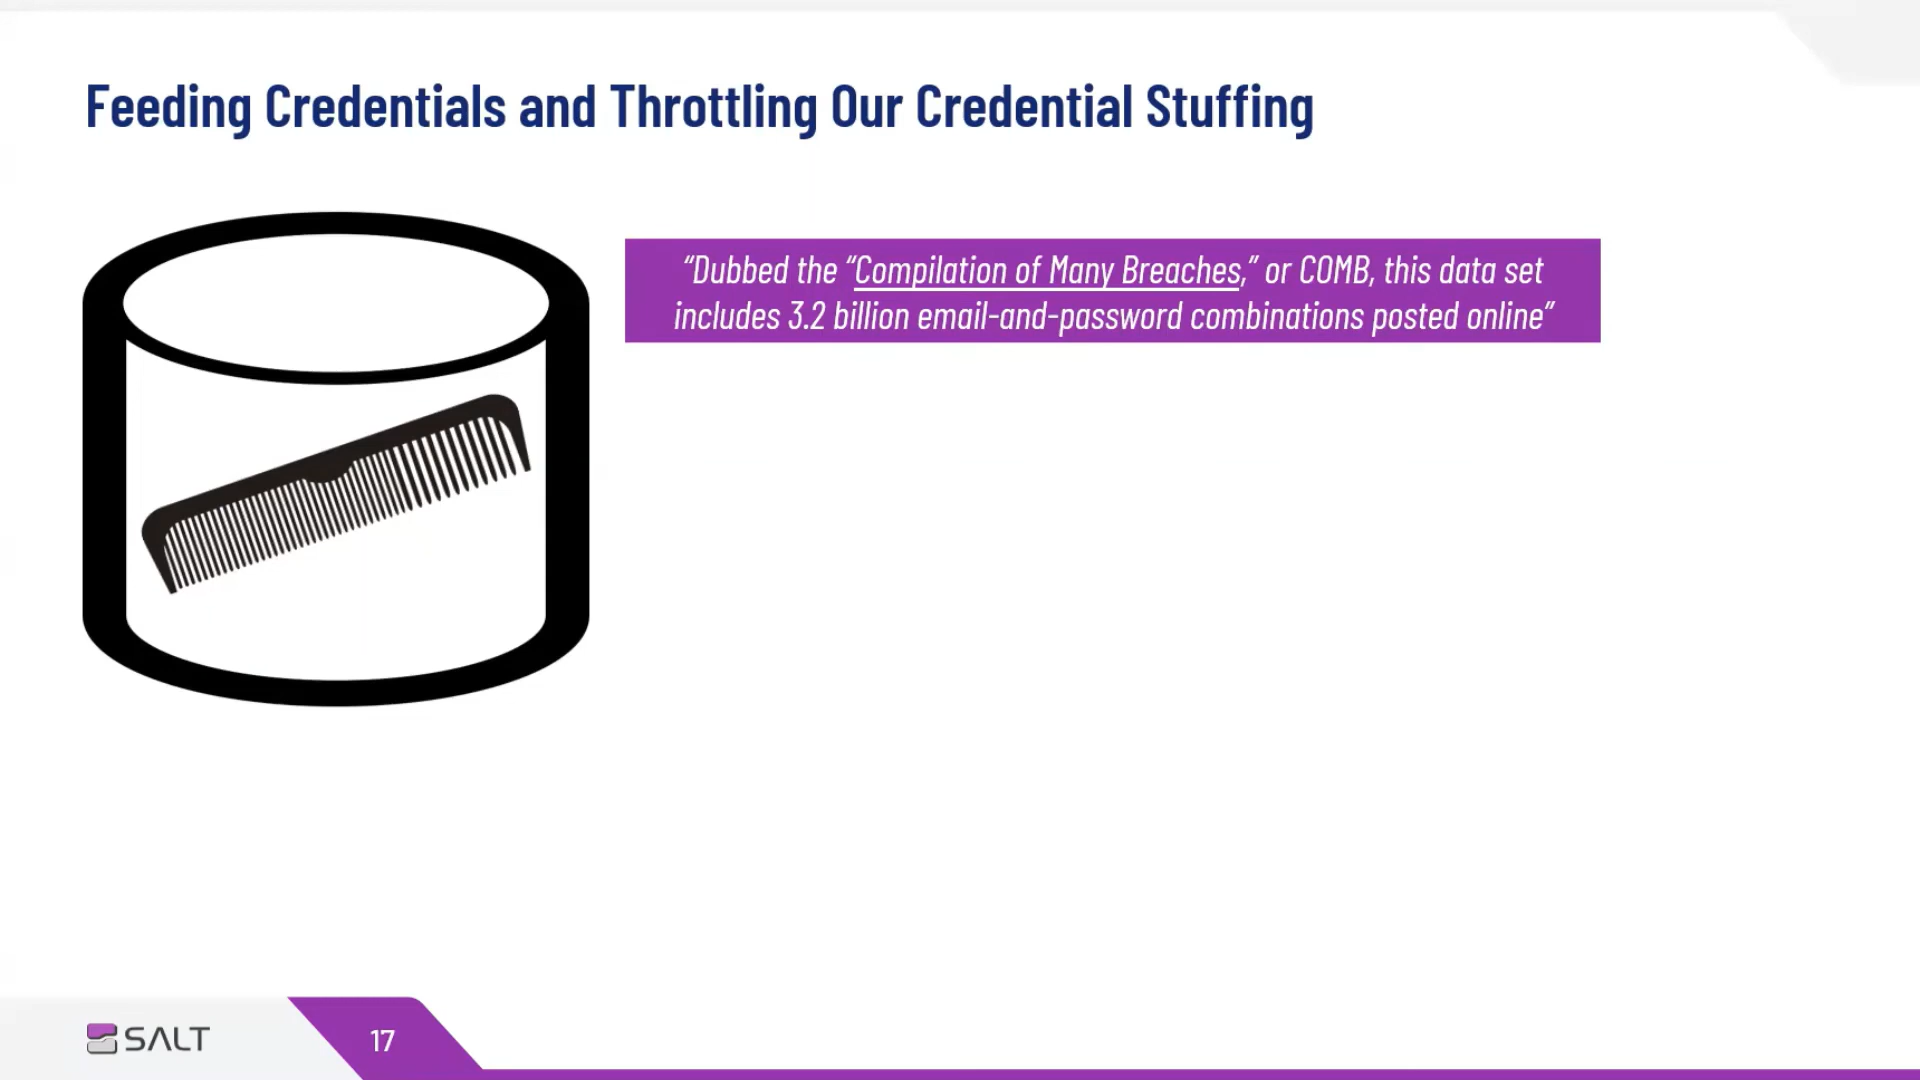 Feeding Credentials and Throttling Our Credential Stuffing
“Dubbed the “Compilation of Many Breaches,” or COMB, this data set
includes 3.2 billion email-and-password combinations posted online”
SALT
17